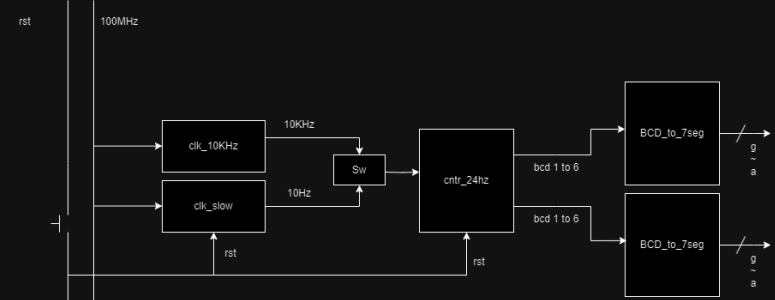 rst
100MHz
10KHz
clk_10KHz
BCD_to_7seg
g
~
a
Sw
bcd 1 to 6
cntr_24hz
10Hz
clk_slow
bcd 1 to 6
BCD_to_7seg
rst
rst
g
~
a